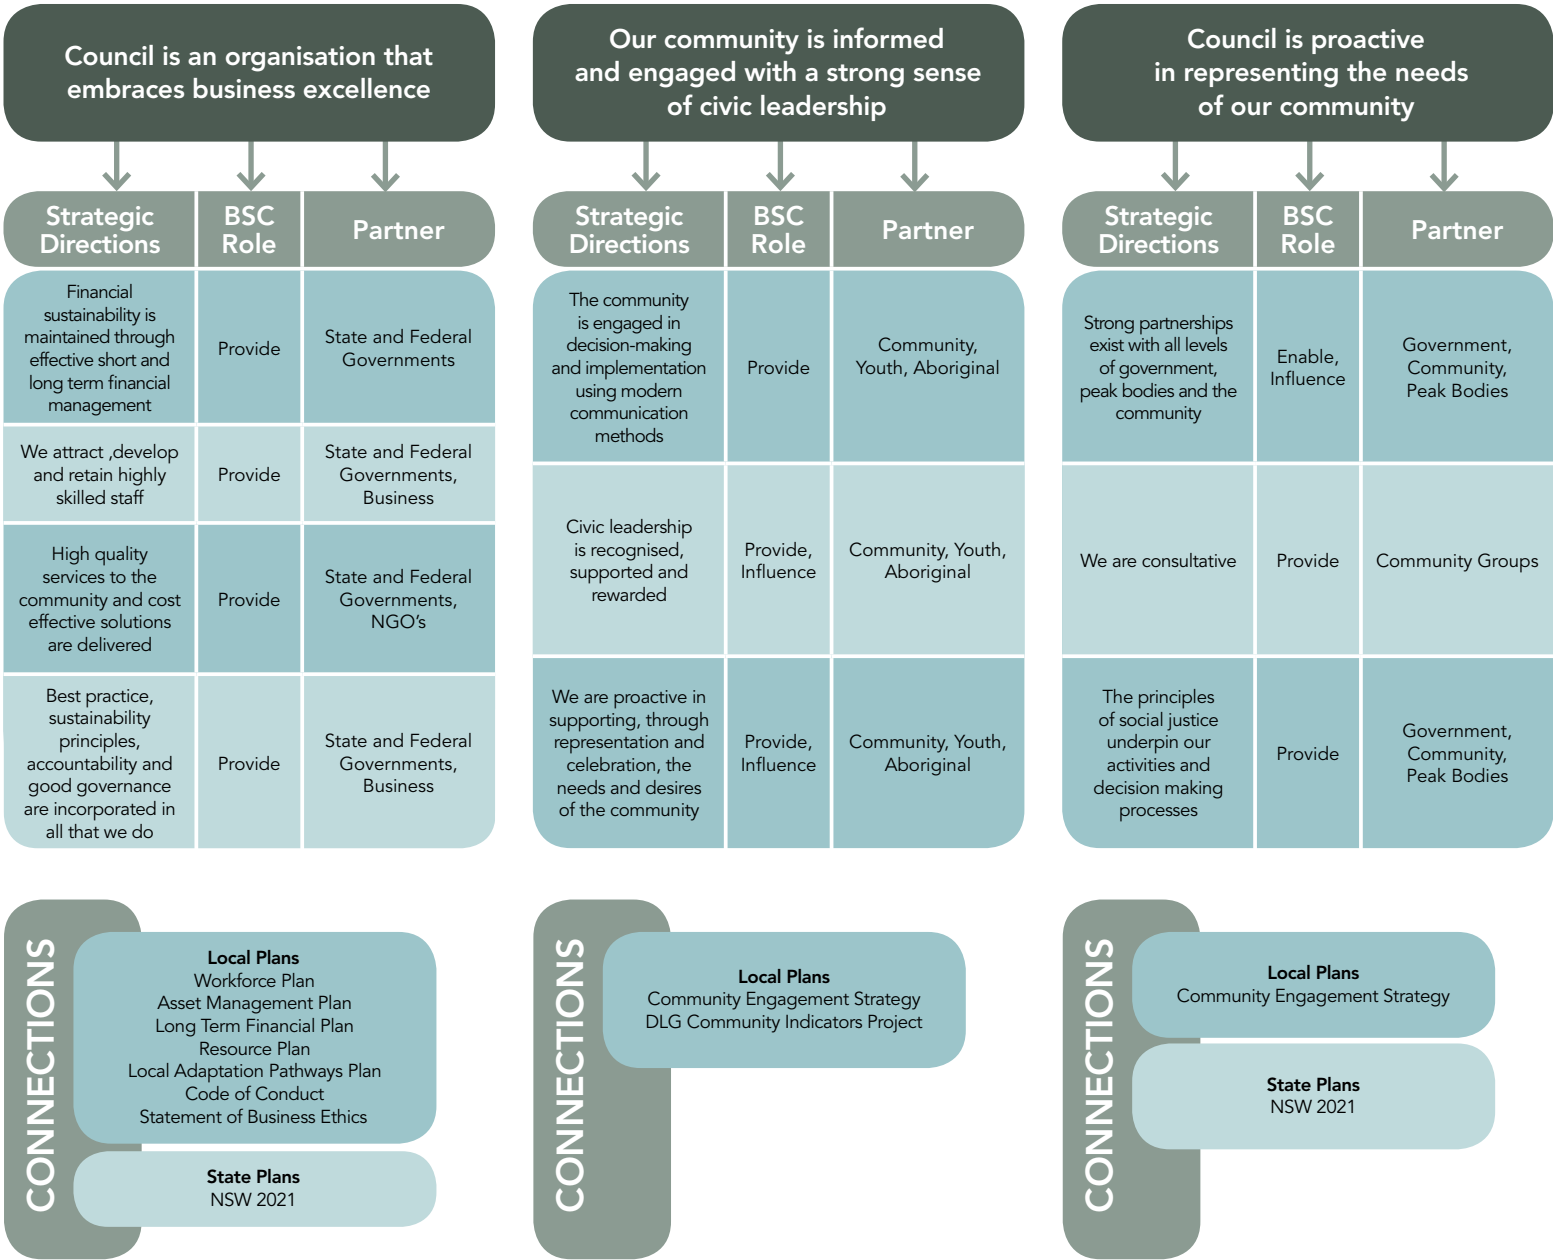 Council is an organisation that
embraces business excellence
Strategic
Directions
BSC
Role
Partner
Financial
sustainability is
maintained through
effective short and
long term financial
management
Provide
State and Federal
Governments
We attract ,develop
and retain highly
skilled staff
Provide
State and Federal
Governments,
Business
High quality
services to the
community and cost
effective solutions
are delivered
Provide
State and Federal
Governments,
NGO’s
Best practice,
sustainability
principles,
accountability and
good governance
are incorporated in
all that we do
Provide
State and Federal
Governments,
Business
CONNECTIONS
Local Plans
Workforce Plan
Asset Management Plan
Long Term Financial Plan
Resource Plan
Local Adaptation Pathways Plan
Code of Conduct
Statement of Business Ethics
State Plans
NSW 2021
Our community is informed
and engaged with a strong sense
of civic leadership
Strategic
Directions
BSC
Role
Partner
The community
is engaged in
decision-making
and implementation
using modern
communication
methods
Provide
Community,
Youth, Aboriginal
Civic leadership
is recognised,
supported and
rewarded
Provide,
Influence
Community, Youth,
Aboriginal
We are proactive in
supporting, through
representation and
celebration, the
needs and desires
of the community
Provide,
Influence
Community, Youth,
Aboriginal
CONNECTIONS
Local Plans
Community Engagement Strategy
DLG Community Indicators Project
Council is proactive
in representing the needs
of our community
Strategic
Directions
BSC
Role
Partner
Strong partnerships
exist with all levels
of government,
peak bodies and the
community
Enable,
Influence
Government,
Community,
Peak Bodies
We are consultative
Provide
Community Groups
The principles
of social justice
underpin our
activities and
decision making
processes
Provide
Government,
Community,
Peak Bodies
CONNECTIONS
Local Plans
Community Engagement Strategy
State Plans
NSW 2021